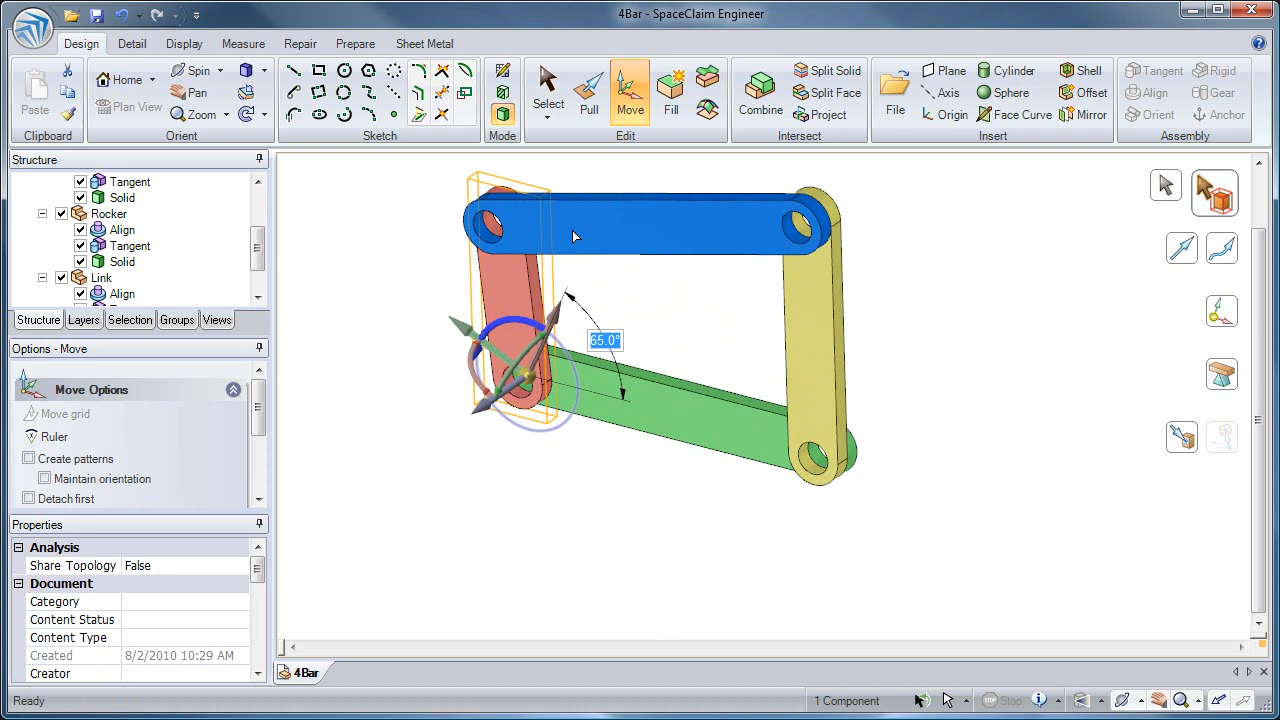 4Bar - SpaceClaim Engineer
Design Detail Display Measure Repair Prepare Sheet Metal
Paste
Clipboard
Home
Plan View
Spin
Pan
Zoom
Orient
Sketch
Mode
Select
Pull
Move
Fill
Edit
Combine
Split Solid
Split Face
Project
Intersect
File
Plane
Axis
Origin
Cylinder
Sphere
Face Curve
Shell
Offset
Mirror
Insert
Tangent
Align
Orient
Rigid
Gear
Anchor
Assembly
Structure
Tangent
Solid
Rocker
Align
Tangent
Solid
Link
Align
Structure Layers Selection Groups Views
Options - Move
Move Options
Move grid
Ruler
Create patterns
Maintain orientation
Detach first
Properties
Analysis
Share Topology False
Document
Category
Content Status
Content Type
Created 8/2/2010 10:29 AM
Creator
65.0°
4Bar
Ready
1 Component
Stop